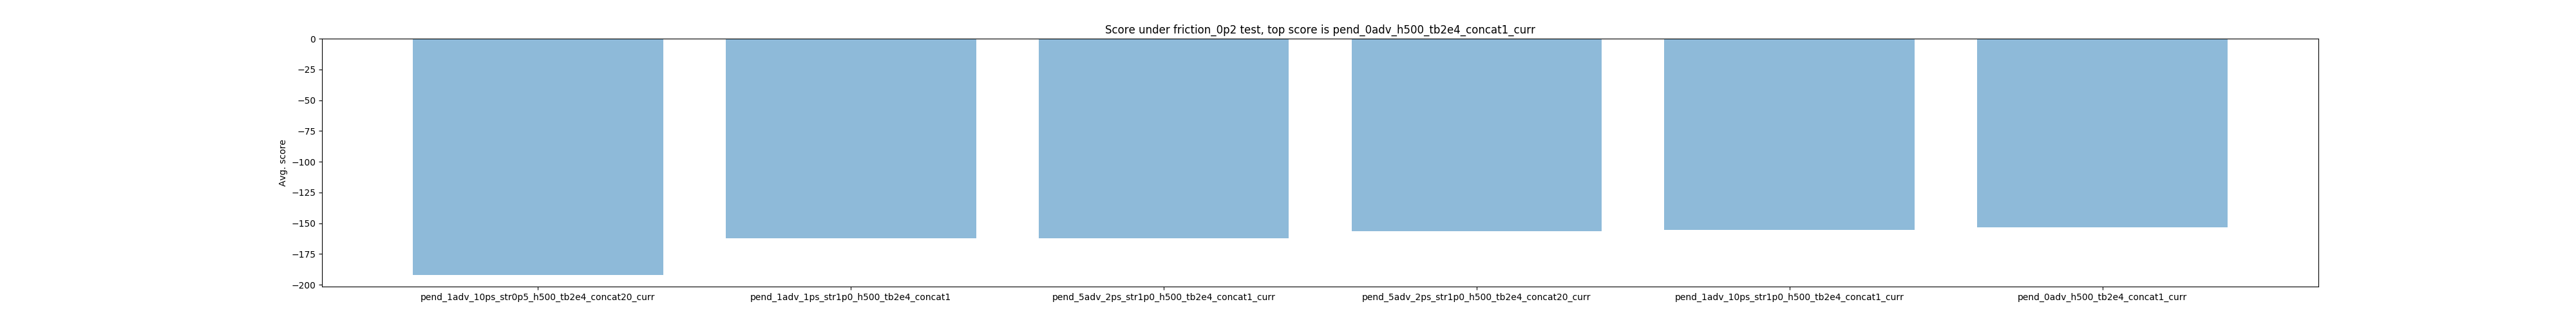 Score under friction_0p2 test, top score is pend_0adv_h500_tb2e4_concat1_curr
Avg. score
0
−25
−50
−75
−100
−125
−150
−175
−200
pend_1adv_10ps_str0p5_h500_tb2e4_concat20_curr
pend_1adv_1ps_str1p0_h500_tb2e4_concat1
pend_5adv_2ps_str1p0_h500_tb2e4_concat1_curr
pend_5adv_2ps_str1p0_h500_tb2e4_concat20_curr
pend_1adv_10ps_str1p0_h500_tb2e4_concat1_curr
pend_0adv_h500_tb2e4_concat1_curr